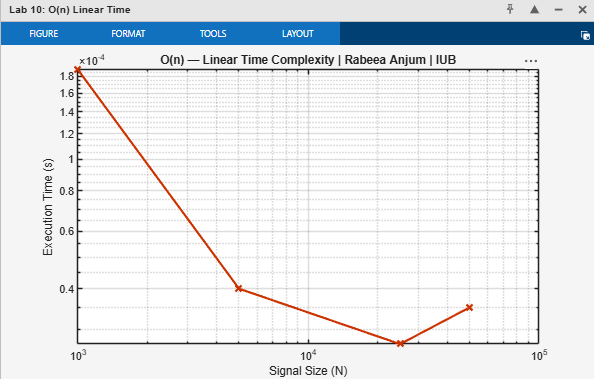 Lab 10: O(n) Linear Time
FIGURE FORMAT TOOLS LAYOUT
×10⁻⁴ O(n) — Linear Time Complexity | Rabeea Anjum | IUB
1.8
1.6
1.4
1.2
1
0.8
0.6
0.4
Execution Time (s)
10³ 10⁴ 10⁵
Signal Size (N)